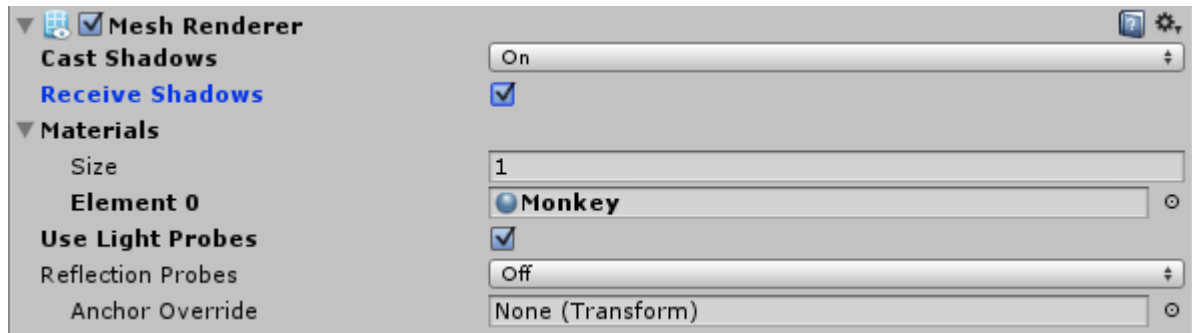 Mesh Renderer
Cast Shadows On
Receive Shadows
Materials
Size 1
Element 0 Monkey
Use Light Probes
Reflection Probes Off
Anchor Override None (Transform)